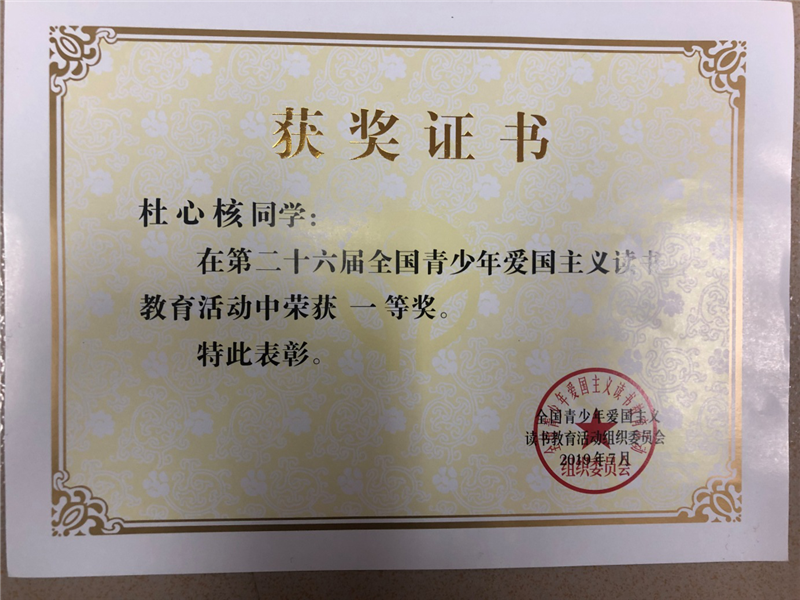 获奖证书
杜心核同学：
在第二十六届全国青少年爱国主义读书
教育活动中荣获 一 等奖。
特此表彰。
全国青少年爱国主义
读书教育活动组织委员会
2019年7月
组织委员会